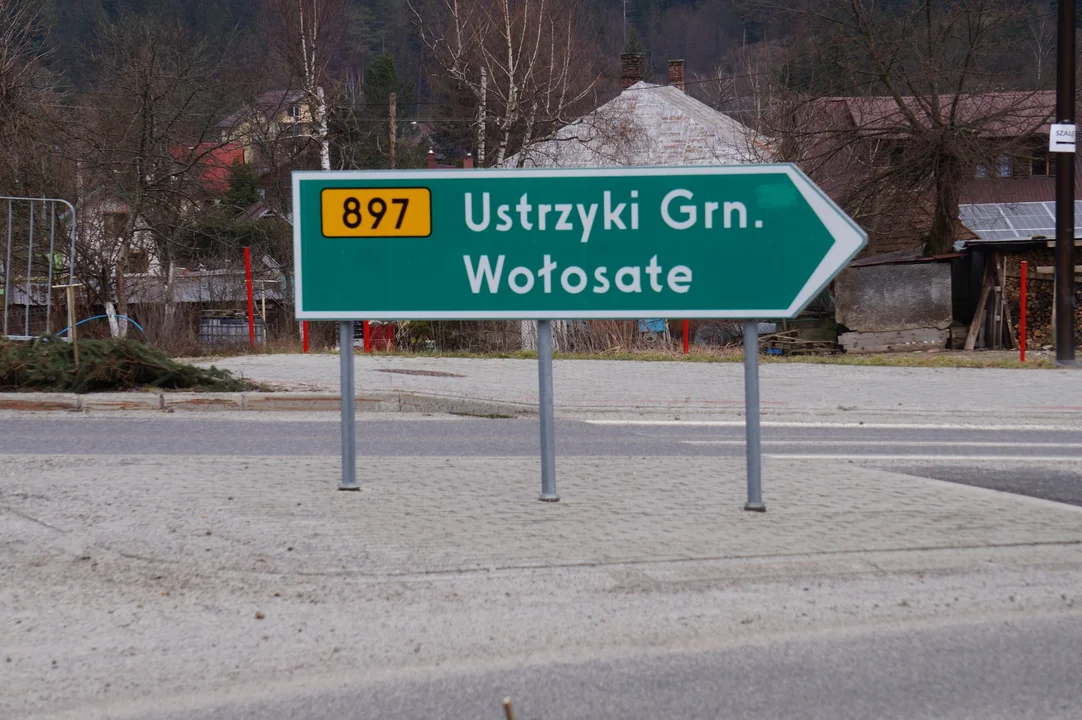 897
Ustrzyki Grn.
Wołosate